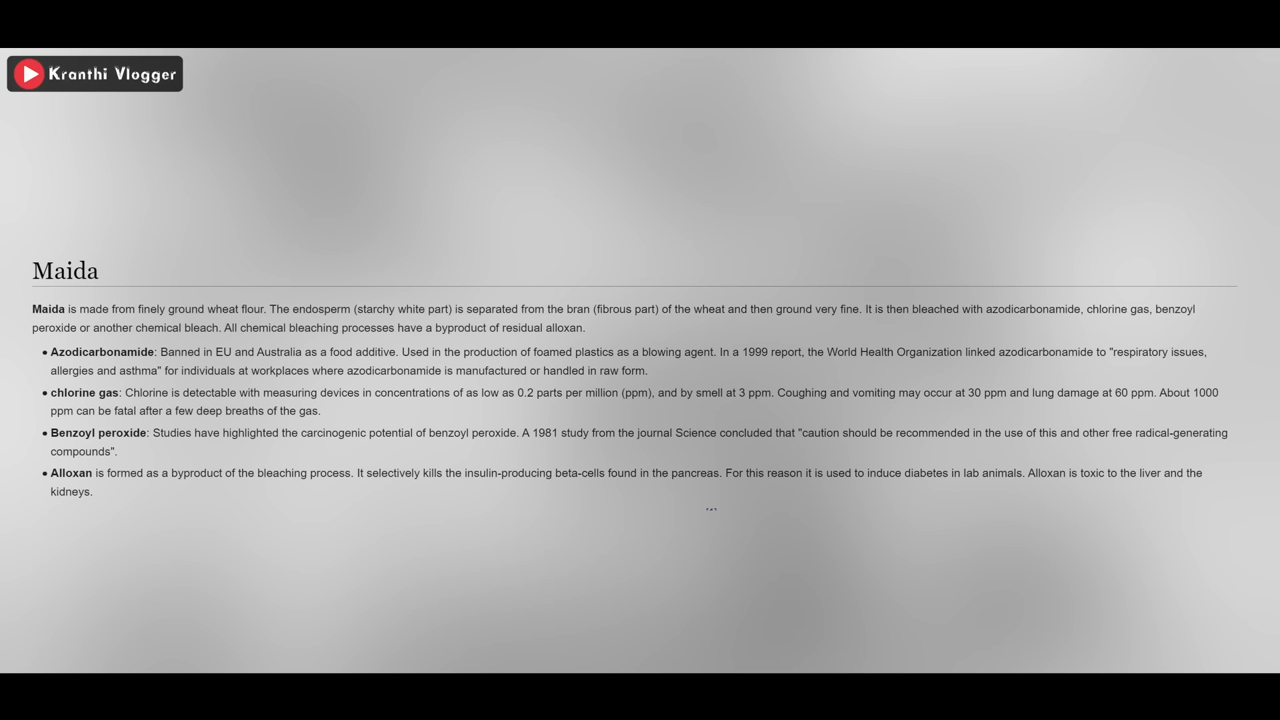 Kranthi Vlogger
Maida
Maida is made from finely ground wheat flour. The endosperm (starchy white part) is separated from the bran (fibrous part) of the wheat and then ground very fine. It is then bleached with azodicarbonamide, chlorine gas, benzoyl
peroxide or another chemical bleach. All chemical bleaching processes have a byproduct of residual alloxan.
• Azodicarbonamide: Banned in EU and Australia as a food additive. Used in the production of foamed plastics as a blowing agent. In a 1999 report, the World Health Organization linked azodicarbonamide to "respiratory issues,
allergies and asthma" for individuals at workplaces where azodicarbonamide is manufactured or handled in raw form.
• chlorine gas: Chlorine is detectable with measuring devices in concentrations of as low as 0.2 parts per million (ppm), and by smell at 3 ppm. Coughing and vomiting may occur at 30 ppm and lung damage at 60 ppm. About 1000
ppm can be fatal after a few deep breaths of the gas.
• Benzoyl peroxide: Studies have highlighted the carcinogenic potential of benzoyl peroxide. A 1981 study from the journal Science concluded that "caution should be recommended in the use of this and other free radical-generating
compounds".
• Alloxan is formed as a byproduct of the bleaching process. It selectively kills the insulin-producing beta-cells found in the pancreas. For this reason it is used to induce diabetes in lab animals. Alloxan is toxic to the liver and the
kidneys.